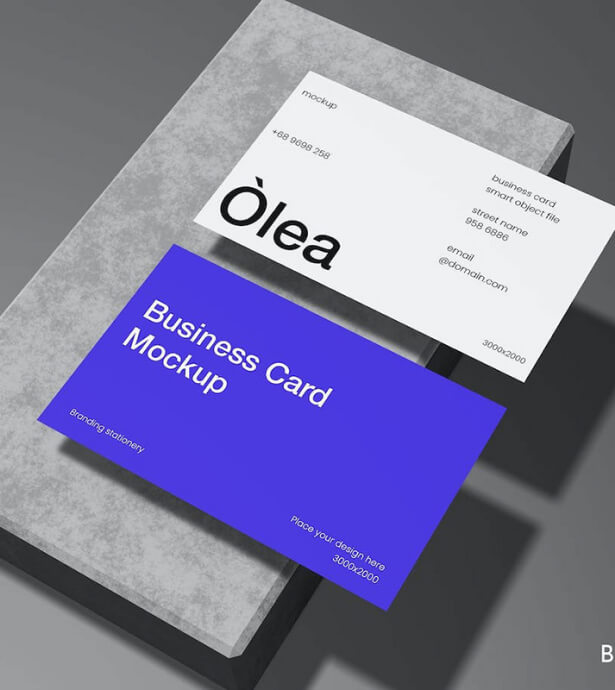 mockup
+68 9698 258
Òlea
business card
smart object file
street name
958 6886
email
@domain.com
3000x2000
Business Card
Mockup
Branding stationery
Place your design here
3000x2000
B